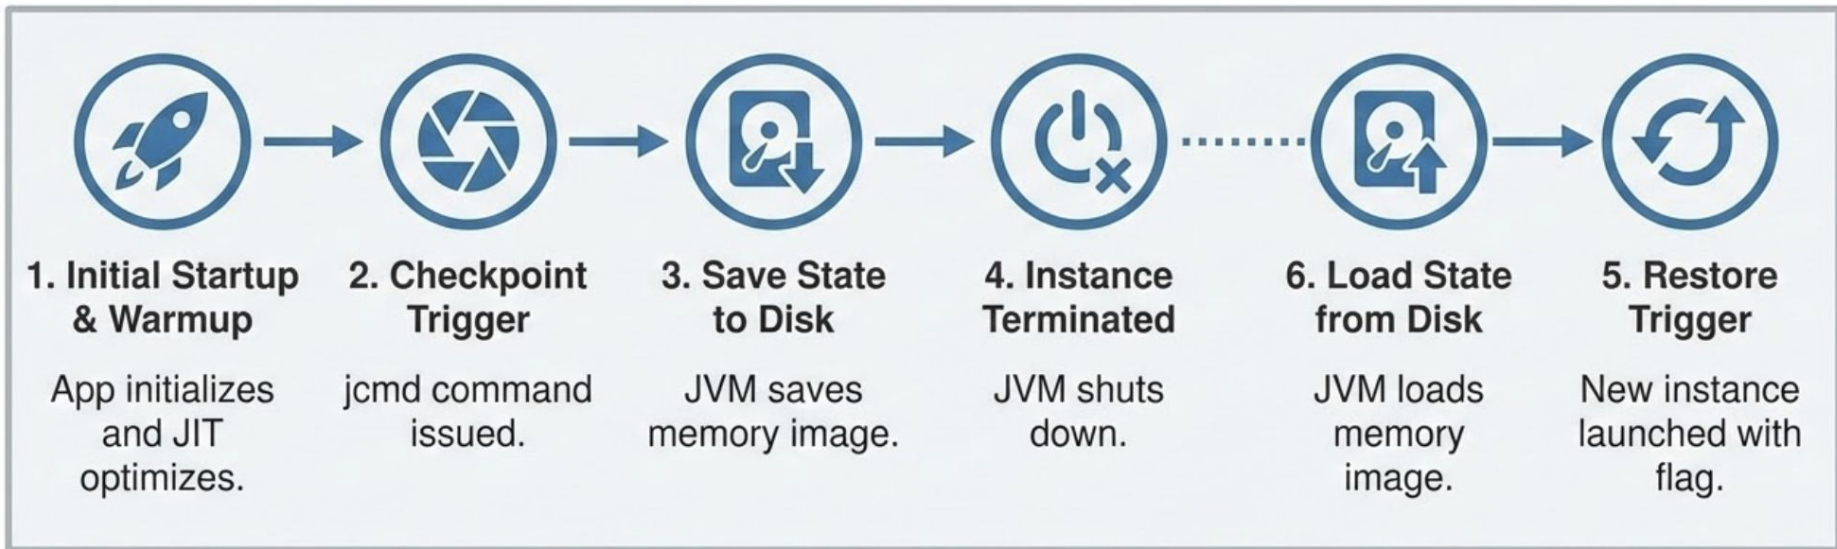 1. Initial Startup
& Warmup
App initializes
and JIT
optimizes.
2. Checkpoint
Trigger
jcmd command
issued.
3. Save State
to Disk
JVM saves
memory image.
4. Instance
Terminated
JVM shuts
down.
6. Load State
from Disk
JVM loads
memory
image.
5. Restore
Trigger
New instance
launched with
flag.